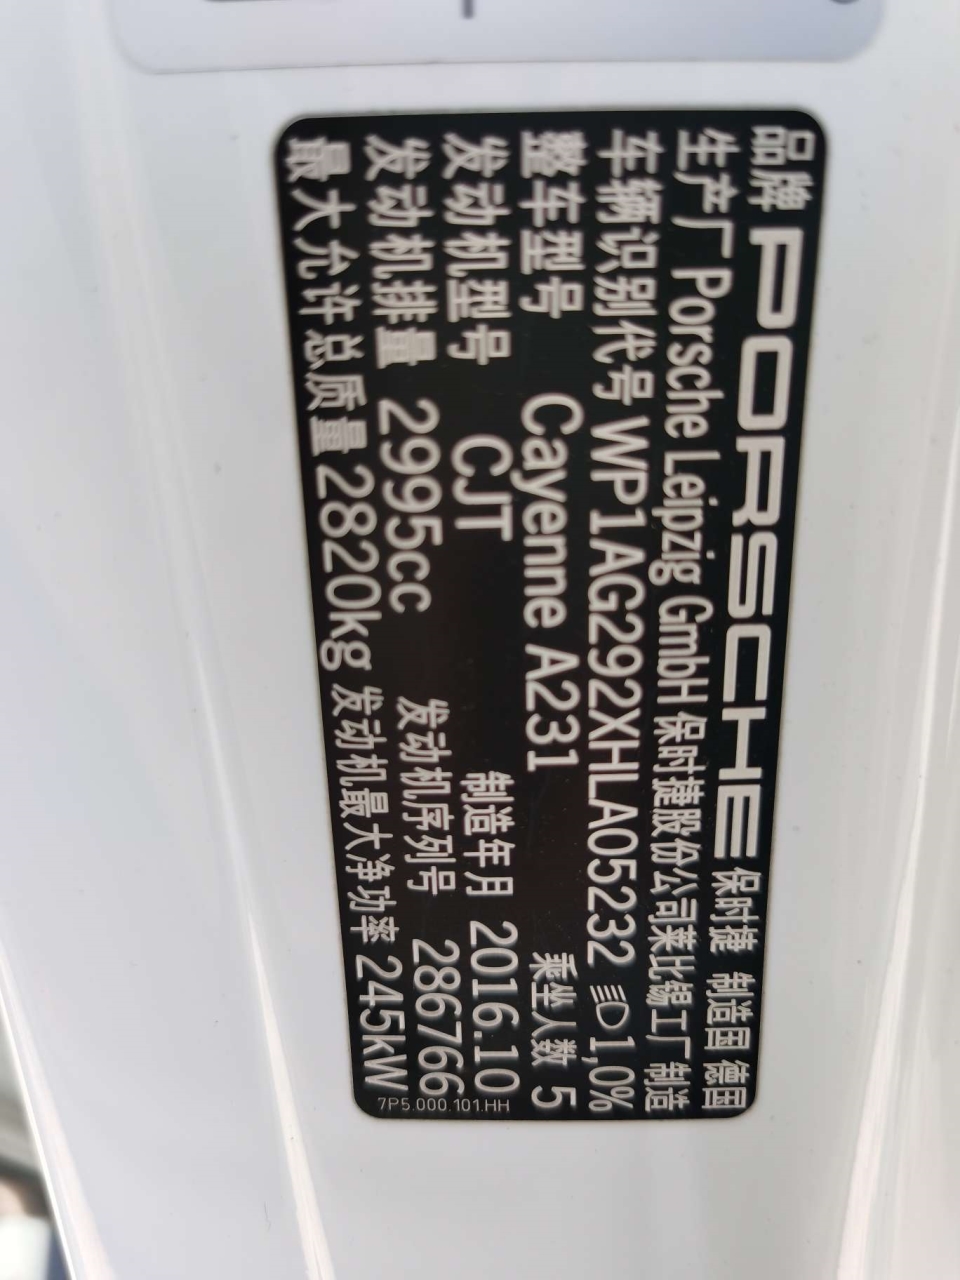 品牌 PORSCHE 保时捷 制造国 德国
生产厂 Porsche Leipzig GmbH 保时捷股份公司莱比锡工厂制造
车辆识别代号 WP1AG292XHLA05232 1,0%
整车型号 Cayenne A231 乘坐人数 5
发动机型号 CJT 制造年月 2016.10
发动机排量 2995cc 发动机序列号 286766
最大允许总质量 2820kg 发动机最大净功率 245kW
7P5.000.101.HH